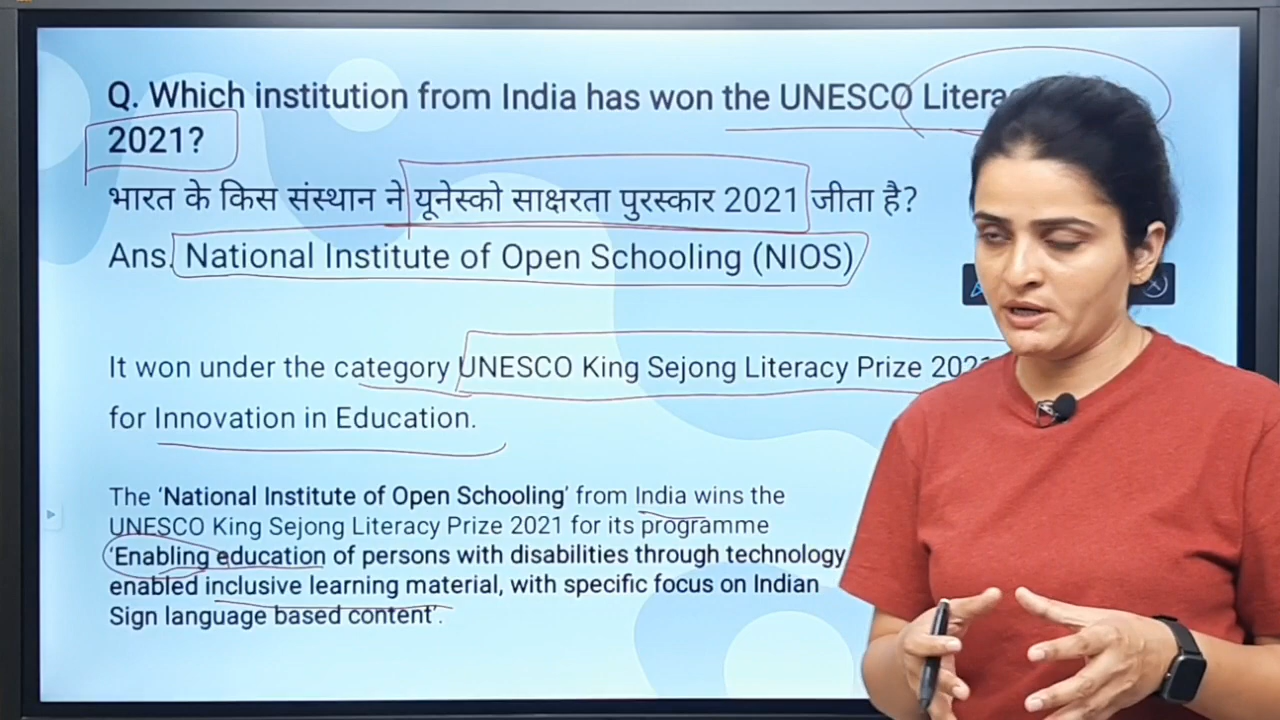 Q. Which institution from India has won the UNESCO
2021?
भारत के किस संस्थान ने यूनेस्को साक्षरता पुरस्कार 2021 जीता है?
Ans. National Institute of Open Schooling (NIOS)
It won under the category UNESCO King Sejong Literacy Prize
for Innovation in Education.
The ‘National Institute of Open Schooling’ from India wins the
UNESCO King Sejong Literacy Prize 2021 for its programme
‘Enabling education of persons with disabilities through technology
enabled inclusive learning material, with specific focus on Indian
Sign language based content’.